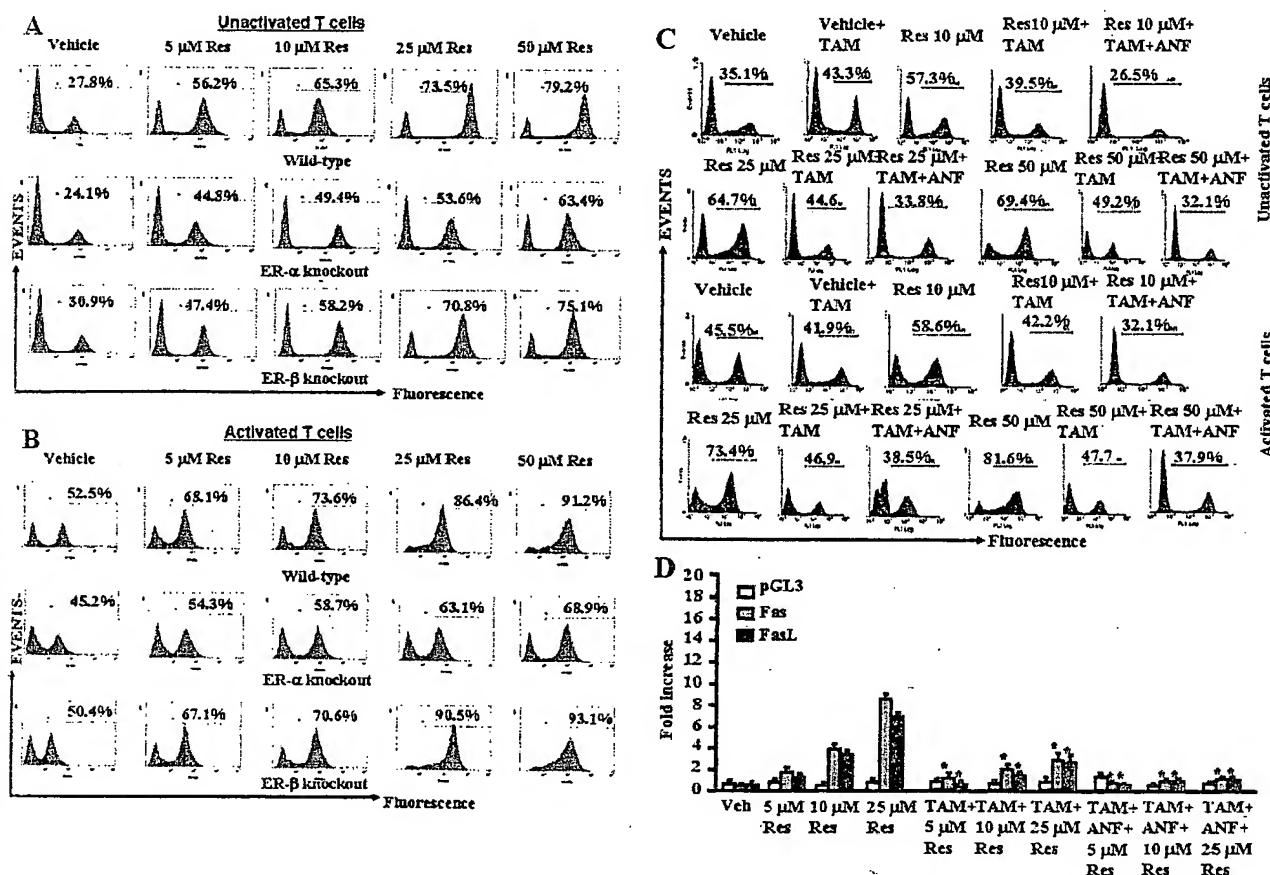 A
Unactivated T cells
Vehicle 5 µM Res 10 µM Res 25 µM Res 50 µM Res
27.8% 56.2% 65.3% 73.5% 79.2%
Wild-type
24.1% 44.8% 49.4% 53.6% 63.4%
ER-α knockout
30.9% 47.4% 58.2% 70.8% 75.1%
ER-β knockout
EVENTS
Fluorescence
B
Activated T cells
Vehicle 5 µM Res 10 µM Res 25 µM Res 50 µM Res
52.5% 68.1% 73.6% 86.4% 91.2%
Wild-type
45.2% 54.3% 58.7% 63.1% 68.9%
ER-α knockout
50.4% 67.1% 70.6% 90.5% 93.1%
ER-β knockout
EVENTS
Fluorescence
C
Vehicle Vehicle+ TAM Res 10 µM Res10 µM+ TAM Res 10 µM+ TAM+ANF
35.1% 43.3% 57.3% 39.5% 26.5%
Res 25 µM Res 25 µM+ TAM Res 25 µM+ TAM+ANF Res 50 µM Res 50 µM+ TAM Res 50 µM+ TAM+ANF
64.7% 44.6 33.8% 69.4% 49.2% 32.1%
Unactivated T cells
Vehicle Vehicle+ TAM Res 10 µM Res10 µM+ TAM Res 10 µM+ TAM+ANF
45.5% 41.9% 58.6% 42.2% 32.1%
Res 25 µM Res 25 µM+ TAM Res 25 µM+ TAM+ANF Res 50 µM Res 50 µM+ TAM Res 50 µM+ TAM+ANF
73.4% 46.9 38.5% 81.6% 47.7 37.9%
Activated T cells
EVENTS
Fluorescence
D
20
18
16
14
12
10
8
6
4
2
0
Fold Increase
pGL3
Fas
FasL
Veh 5 µM 10 µM 25 µM TAM+ TAM+ TAM+ TAM+ TAM+ TAM+
Res Res Res 5 µM 10 µM 25 µM ANF+ ANF+ ANF+
Res Res Res 5 µM 10 µM 25 µM
Res Res Res